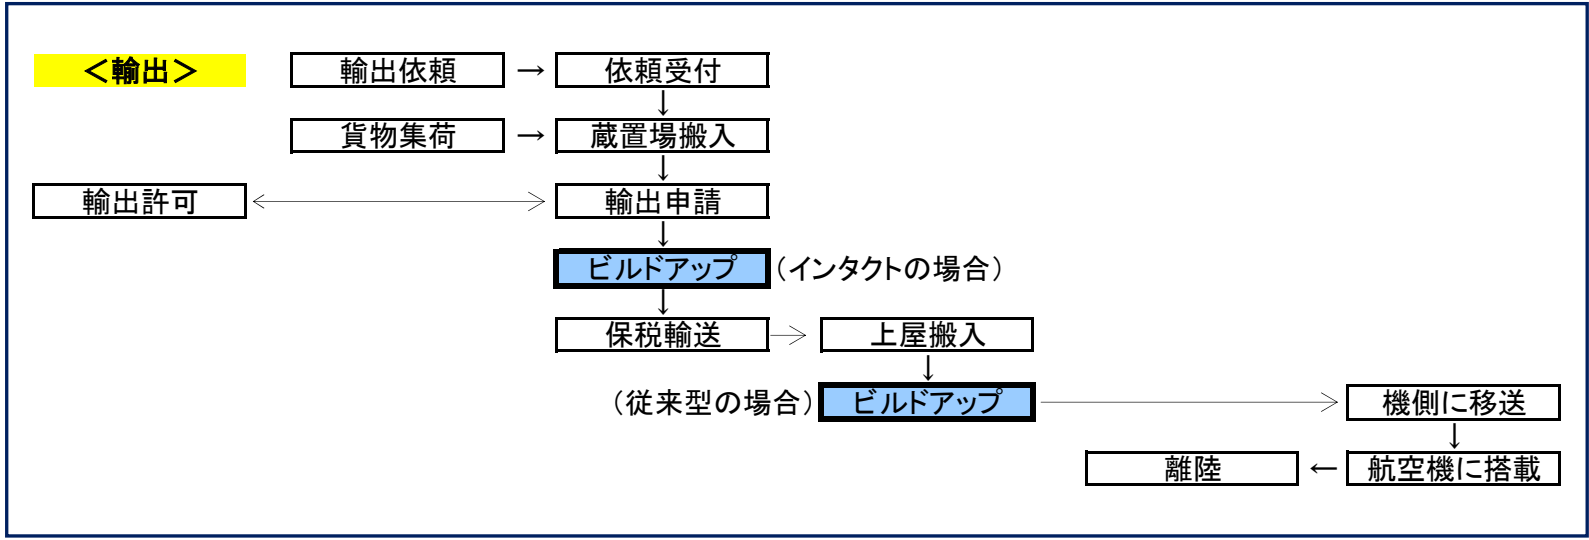 ＜輸出＞ 輸出依頼 → 依頼受付
↓
貨物集荷 → 蔵置場搬入
↓
輸出許可 輸出申請
↓
ビルドアップ （インタクトの場合）
↓
保税輸送 上屋搬入
↓
（従来型の場合） ビルドアップ 機側に移送
↓
離陸 ← 航空機に搭載